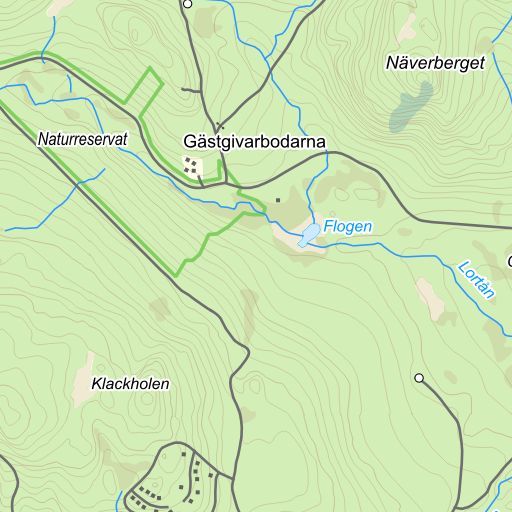 Näverberget
Naturreservat
Gästgivarbodarna
Flogen
Lortån
Klackholen